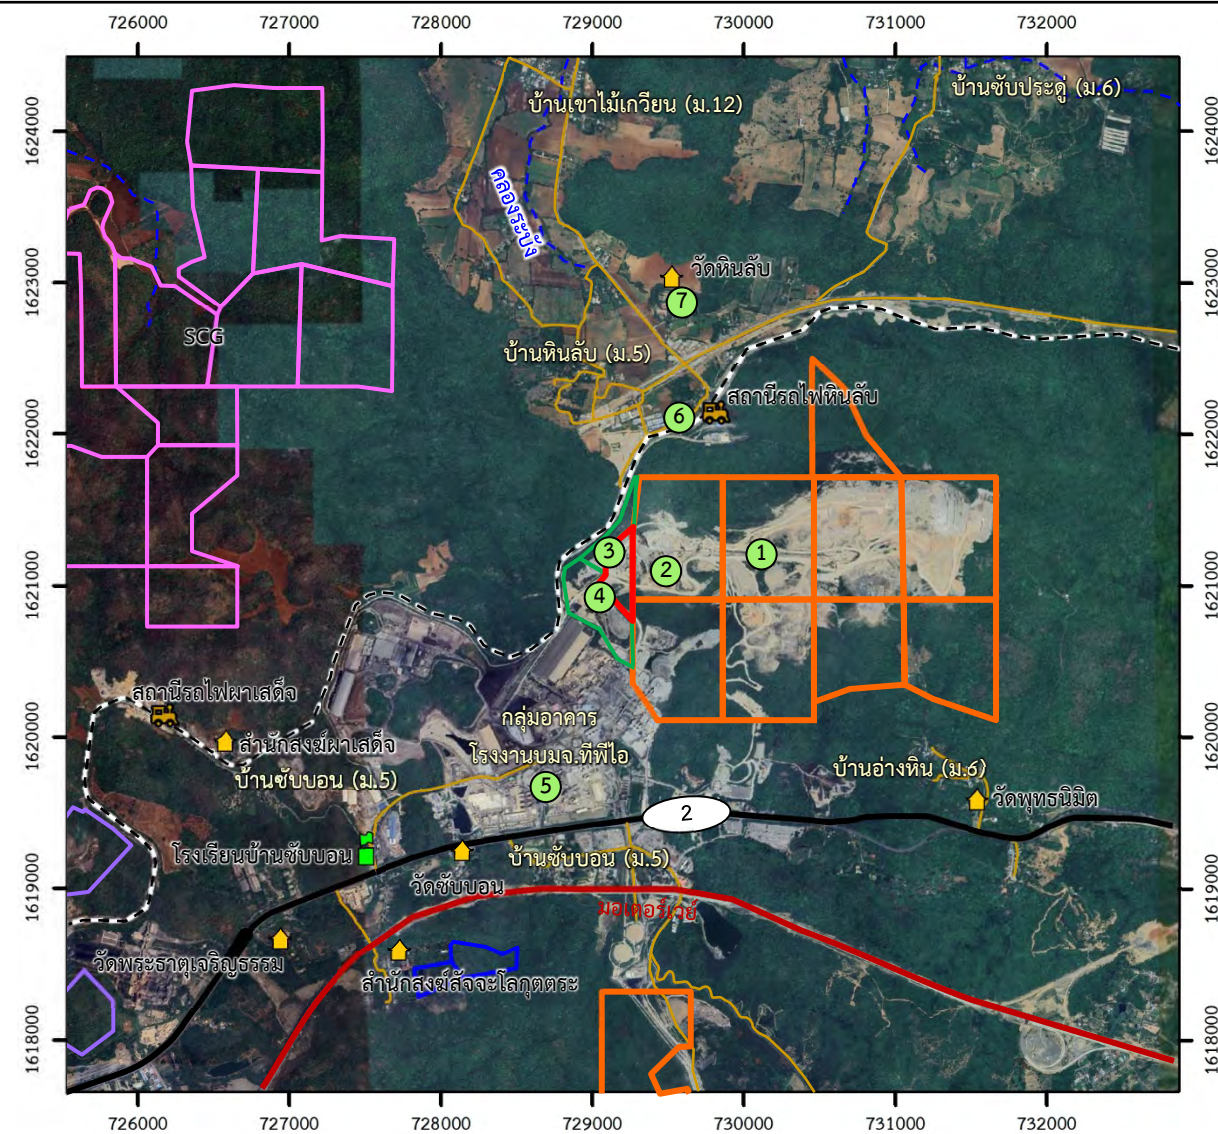 726000 727000 728000 729000 730000 731000 732000
1624000
1623000
1622000
1621000
1620000
1619000
1618000
1624000
1623000
1622000
1621000
1620000
1619000
1618000
บ้านซับประดู่ (ม.6)
บ้านเขาไม้เกวียน (ม.12)
คลองระบัง
วัดหินลับ
7
SCG
บ้านหินลับ (ม.5)
สถานีรถไฟหินลับ
6
3
1
2
4
สถานีรถไฟผาเสด็จ
กลุ่มอาคาร
โรงงานบมจ.ทีพีไอ
สำนักสงฆ์ผาเสด็จ
บ้านซับบอน (ม.5)
5
บ้านอ่างหิน (ม.6)
วัดพุทธนิมิต
2
โรงเรียนบ้านซับบอน
บ้านซับบอน (ม.5)
วัดซับบอน
มอเตอร์เวย์
วัดพระธาตุเจริญธรรม
สำนักสงฆ์สัจจะโลกุตตระ
726000 727000 728000 729000 730000 731000 732000